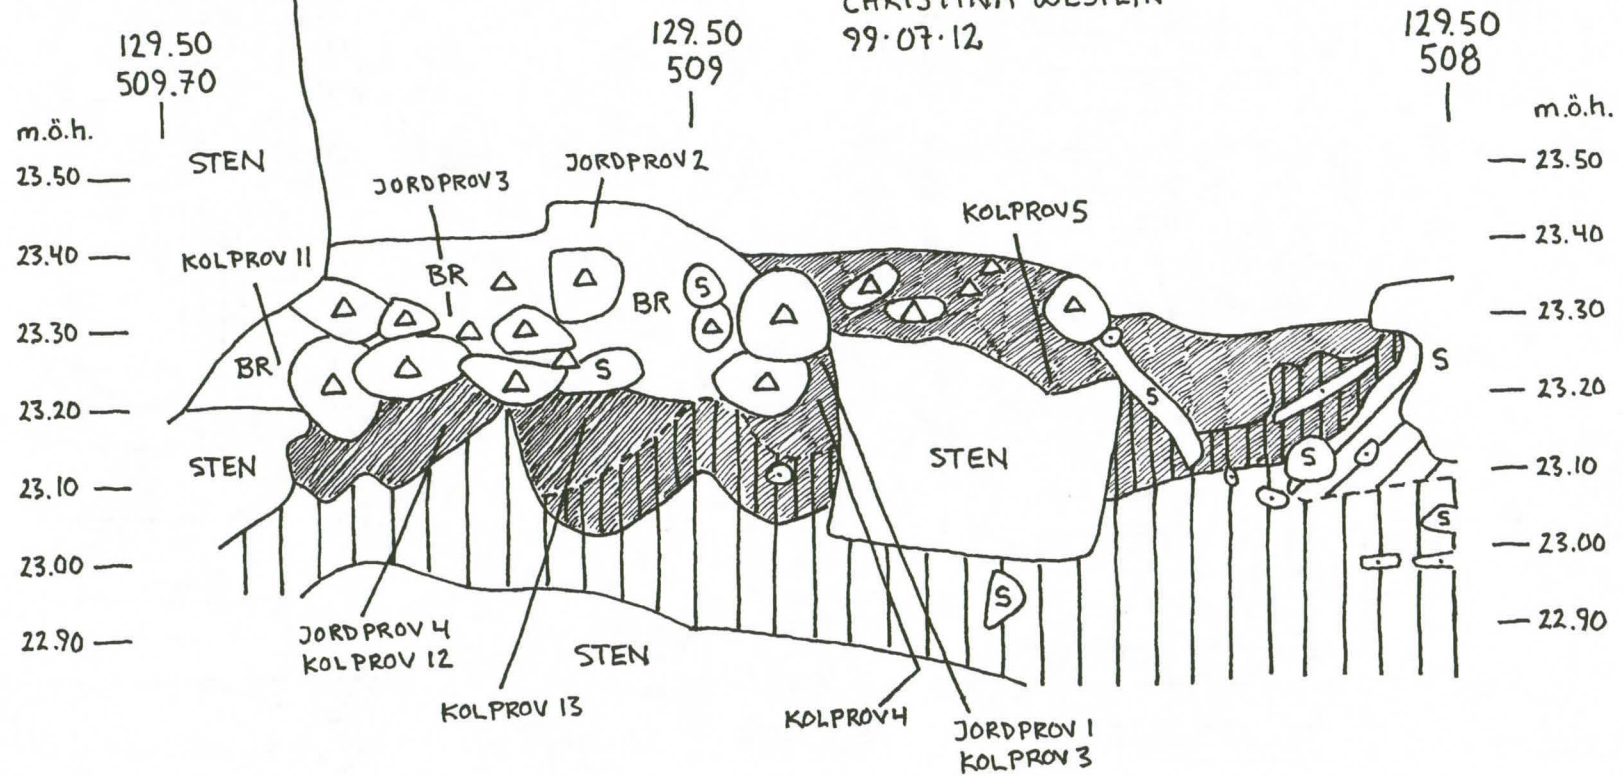 CHRISTINA WESTLIN
99·07·12
129.50
509.70
129.50
509
129.50
508
m.ö.h.
23.50
23.40
23.30
23.20
23.10
23.00
22.90
m.ö.h.
23.50
23.40
23.30
23.20
23.10
23.00
22.90
STEN
JORDPROV 3
JORDPROV 2
KOLPROV 11
KOLPROV 5
BR
BR
BR
S
S
S
S
STEN
STEN
S
S
S
JORDPROV 4
KOLPROV 12
STEN
KOLPROV 13
KOLPROV 4
JORDPROV 1
KOLPROV 3